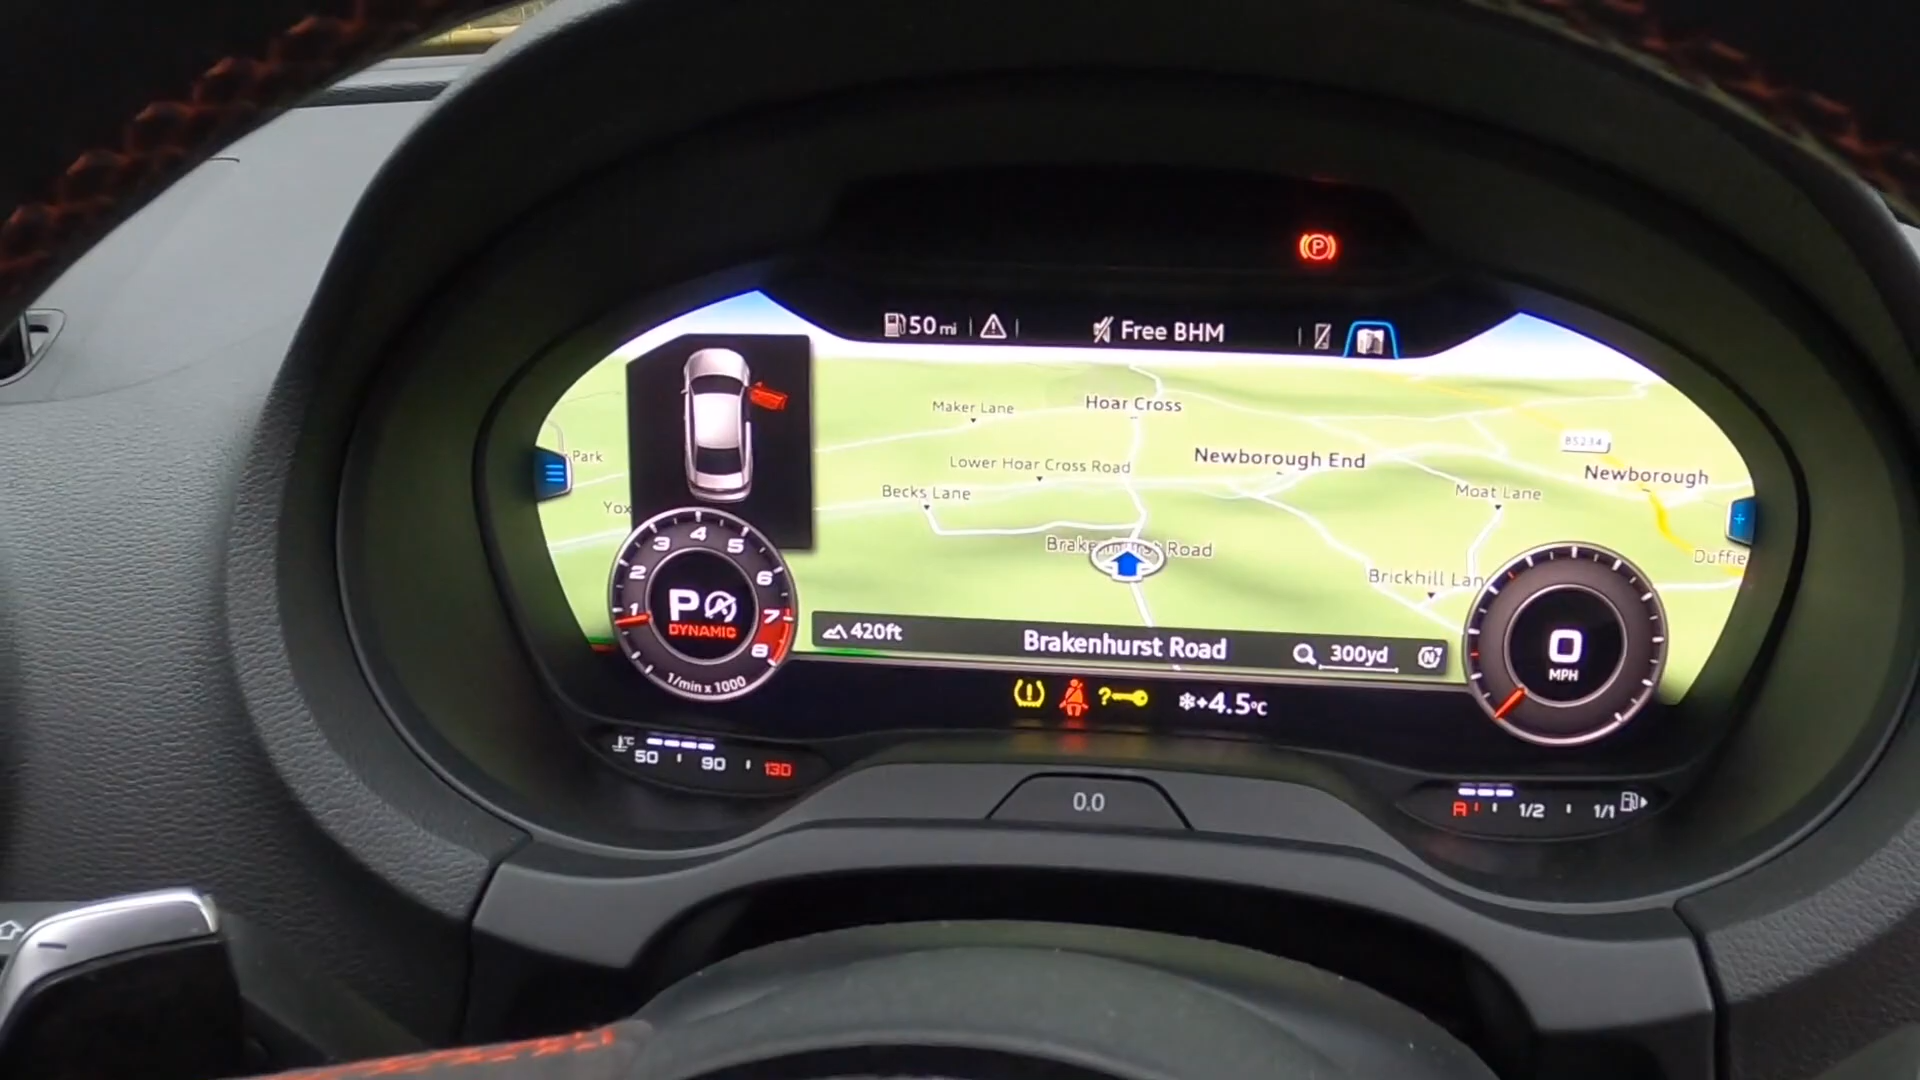 P
50 mi
Free BHM
Maker Lane
Hoar Cross
B5234
Park
Lower Hoar Cross Road
Newborough End
Newborough
Becks Lane
Moat Lane
Yox
Road
Duffie
Brickhill Lan
1 2 3 4 5 6 7 8
P A
DYNAMIC
1/min x 1000
420ft
Brakenhurst Road
300yd
N
0
MPH
?
+4.5°C
°C
50 90 130
0.0
R 1/2 1/1